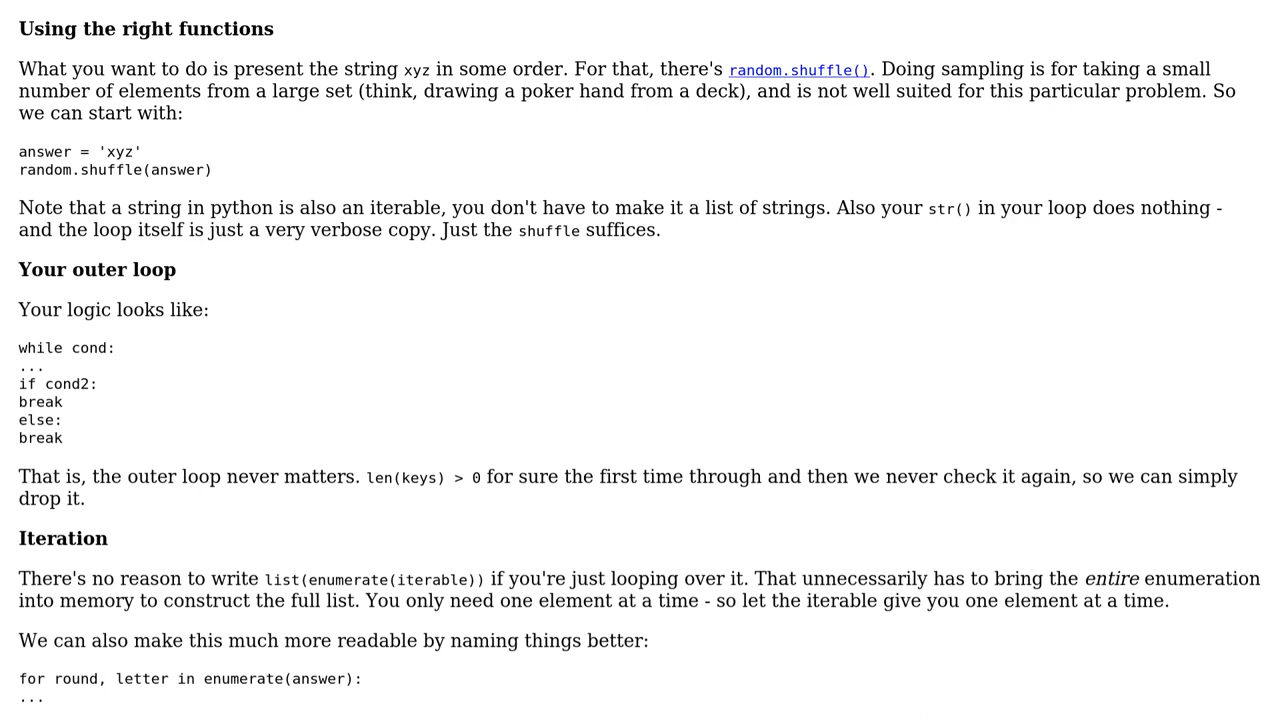 Using the right functions
What you want to do is present the string xyz in some order. For that, there's random.shuffle(). Doing sampling is for taking a small
number of elements from a large set (think, drawing a poker hand from a deck), and is not well suited for this particular problem. So
we can start with:
answer = 'xyz'
random.shuffle(answer)
Note that a string in python is also an iterable, you don't have to make it a list of strings. Also your str() in your loop does nothing -
and the loop itself is just a very verbose copy. Just the shuffle suffices.
Your outer loop
Your logic looks like:
while cond:
...
if cond2:
break
else:
break
That is, the outer loop never matters. len(keys) > 0 for sure the first time through and then we never check it again, so we can simply
drop it.
Iteration
There's no reason to write list(enumerate(iterable)) if you're just looping over it. That unnecessarily has to bring the entire enumeration
into memory to construct the full list. You only need one element at a time - so let the iterable give you one element at a time.
We can also make this much more readable by naming things better:
for round, letter in enumerate(answer):
...